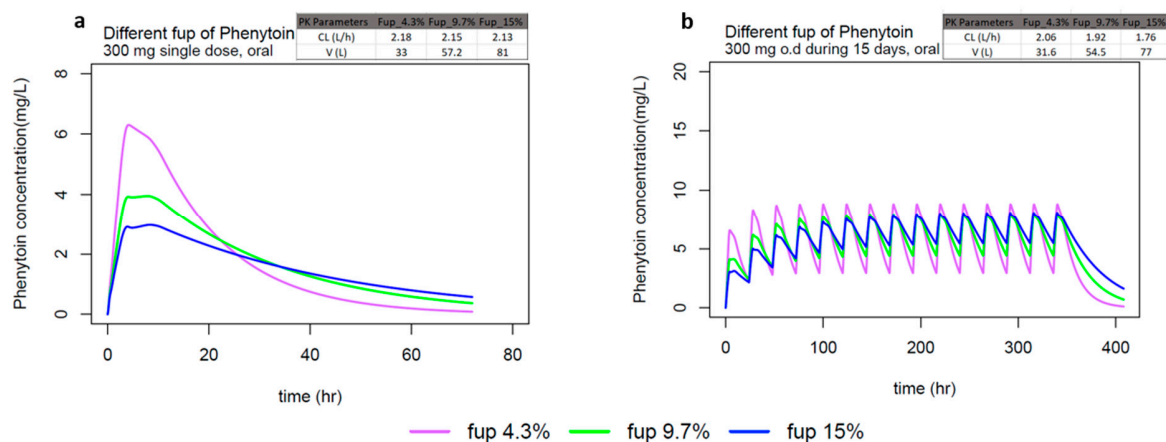 a
Different fup of Phenytoin
300 mg single dose, oral
PK Parameters Fup_4.3% Fup_9.7% Fup_15%
CL (L/h) 2.18 2.15 2.13
V (L) 33 57.2 81
Phenytoin concentration(mg/L)
8
6
4
2
0
0 20 40 60 80
time (hr)
b
Different fup of Phenytoin
300 mg o.d during 15 days, oral
PK Parameters Fup_4.3% Fup_9.7% Fup_15%
CL (L/h) 2.06 1.92 1.76
V (L) 31.6 54.5 77
Phenytoin concentration(mg/L)
20
15
10
5
0
0 100 200 300 400
time (hr)
fup 4.3% fup 9.7% fup 15%